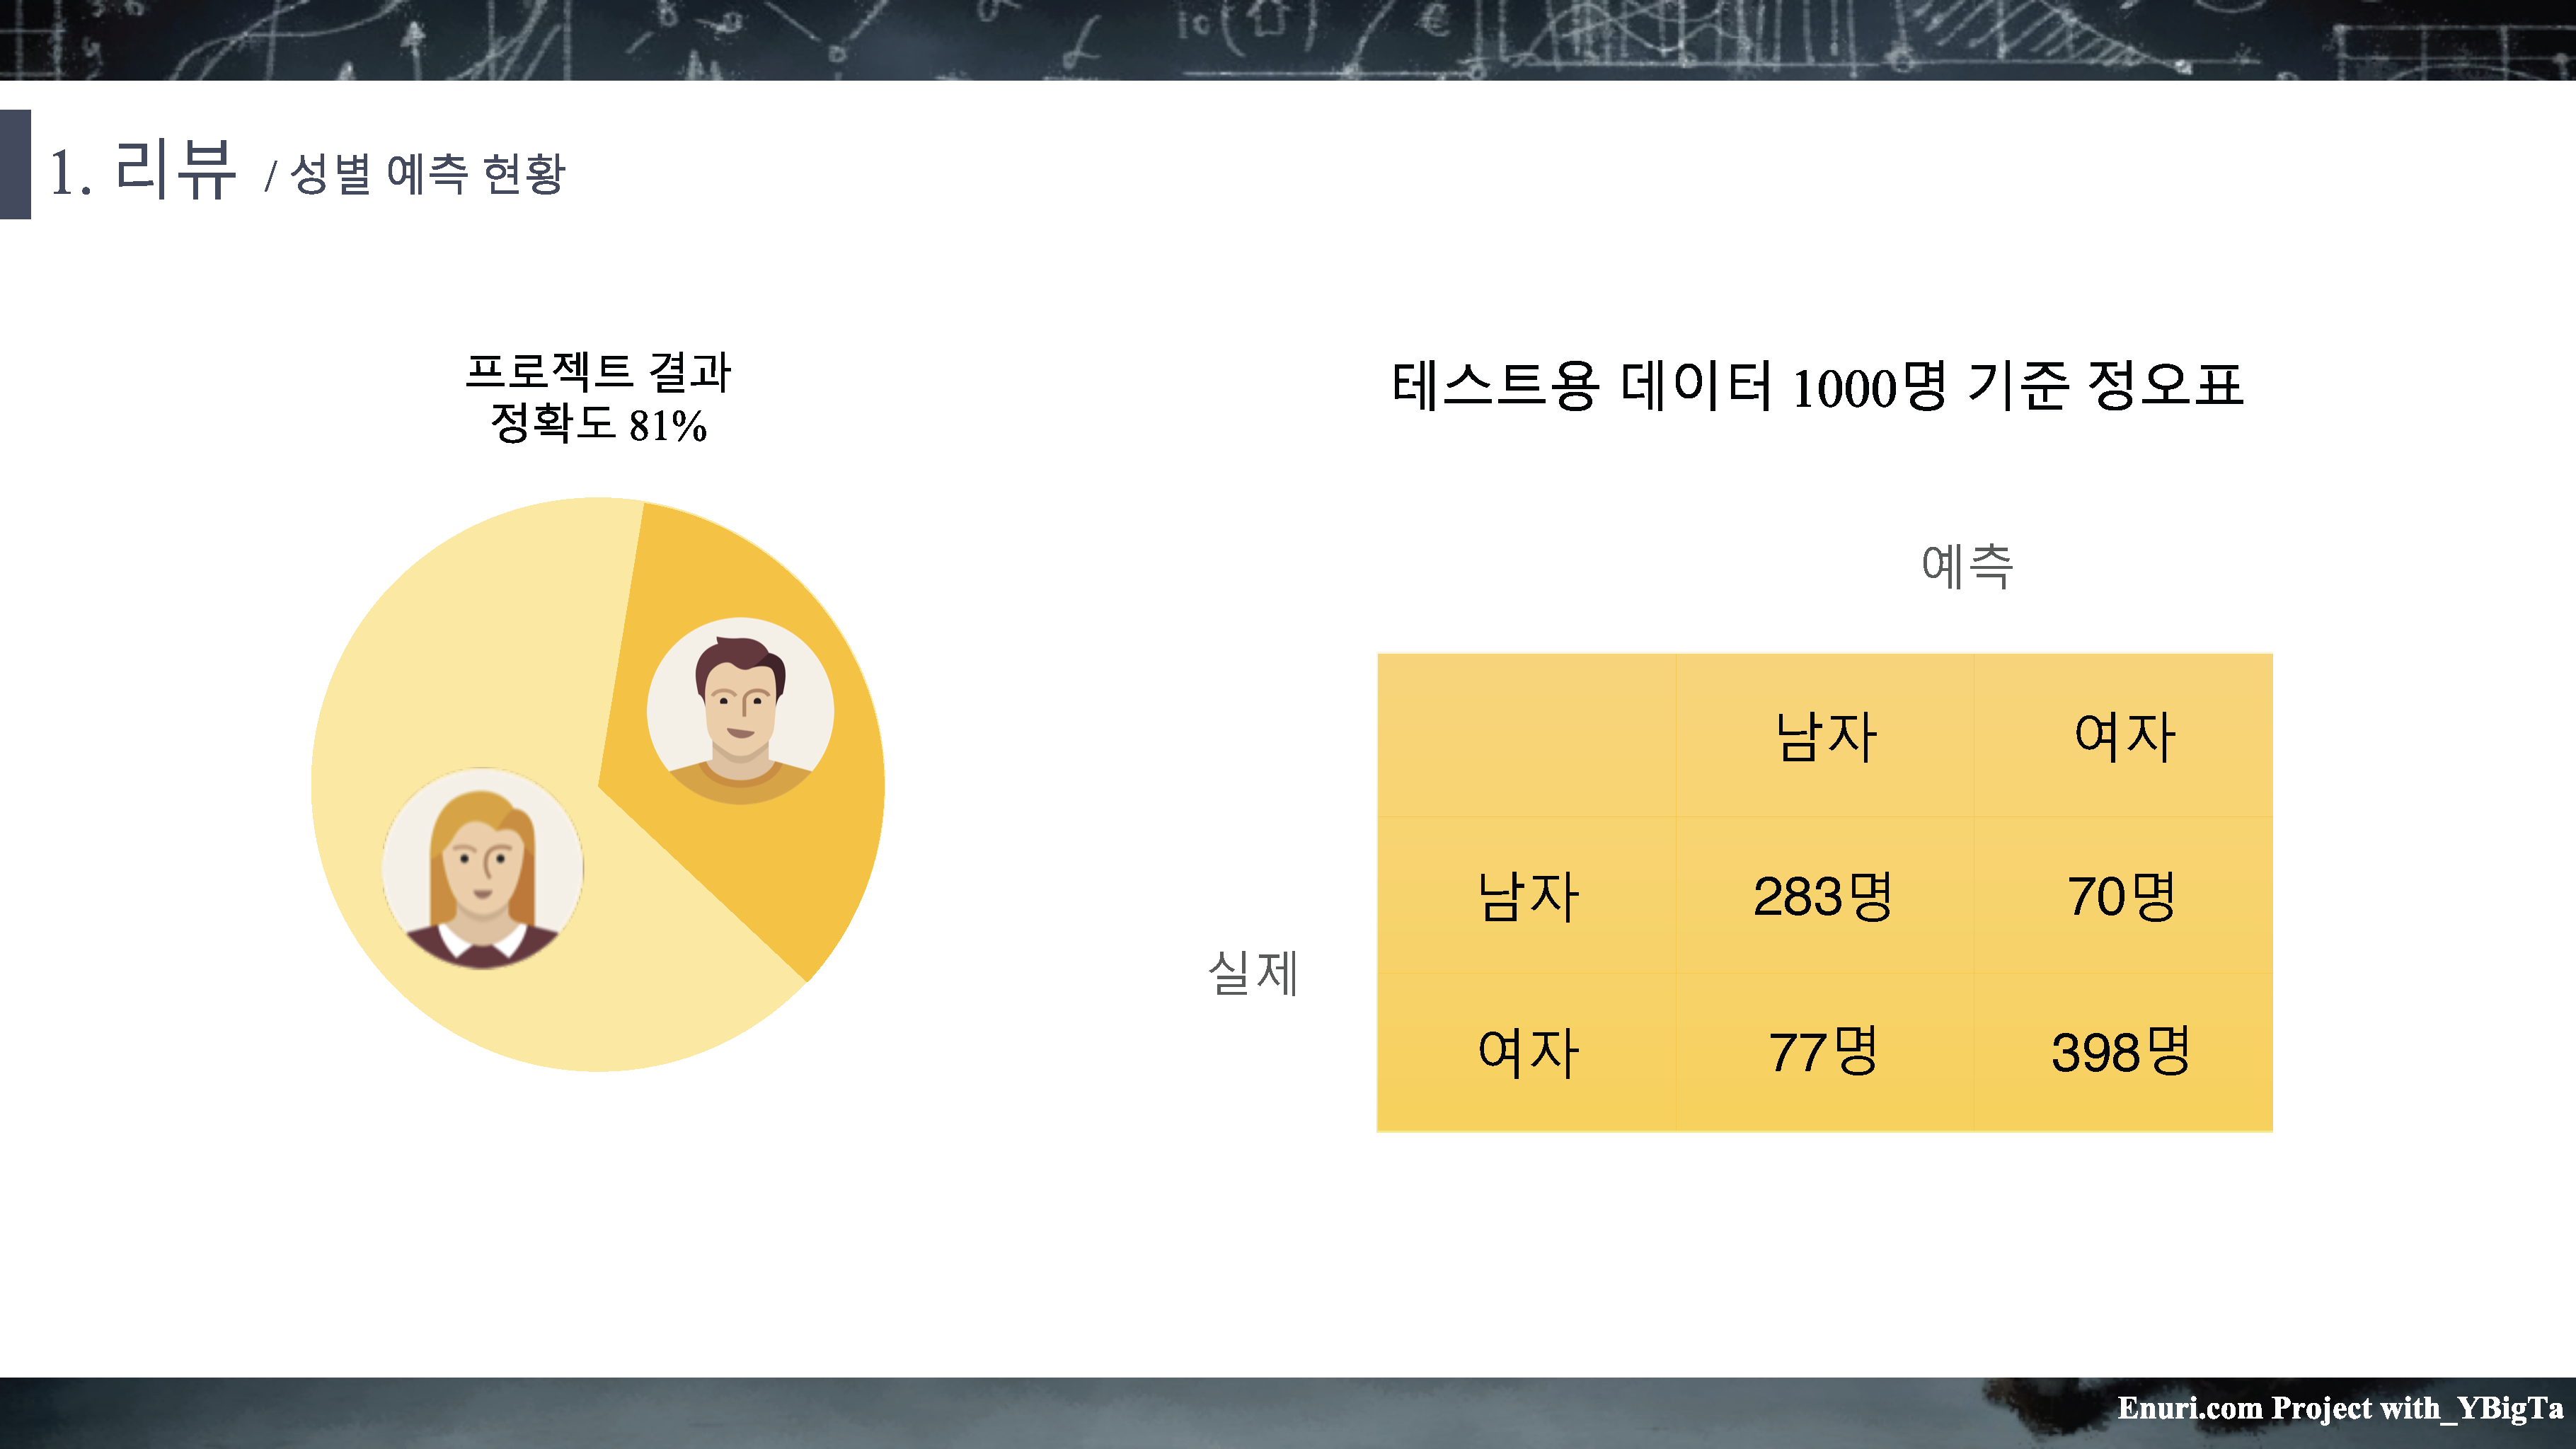 1. 리뷰 / 성별 예측 현황
프로젝트 결과
정확도 81%
테스트용 데이터 1000명 기준 정오표
예측
남자 여자
남자 283명 70명
실제
여자 77명 398명
Enuri.com Project with_YBigTa